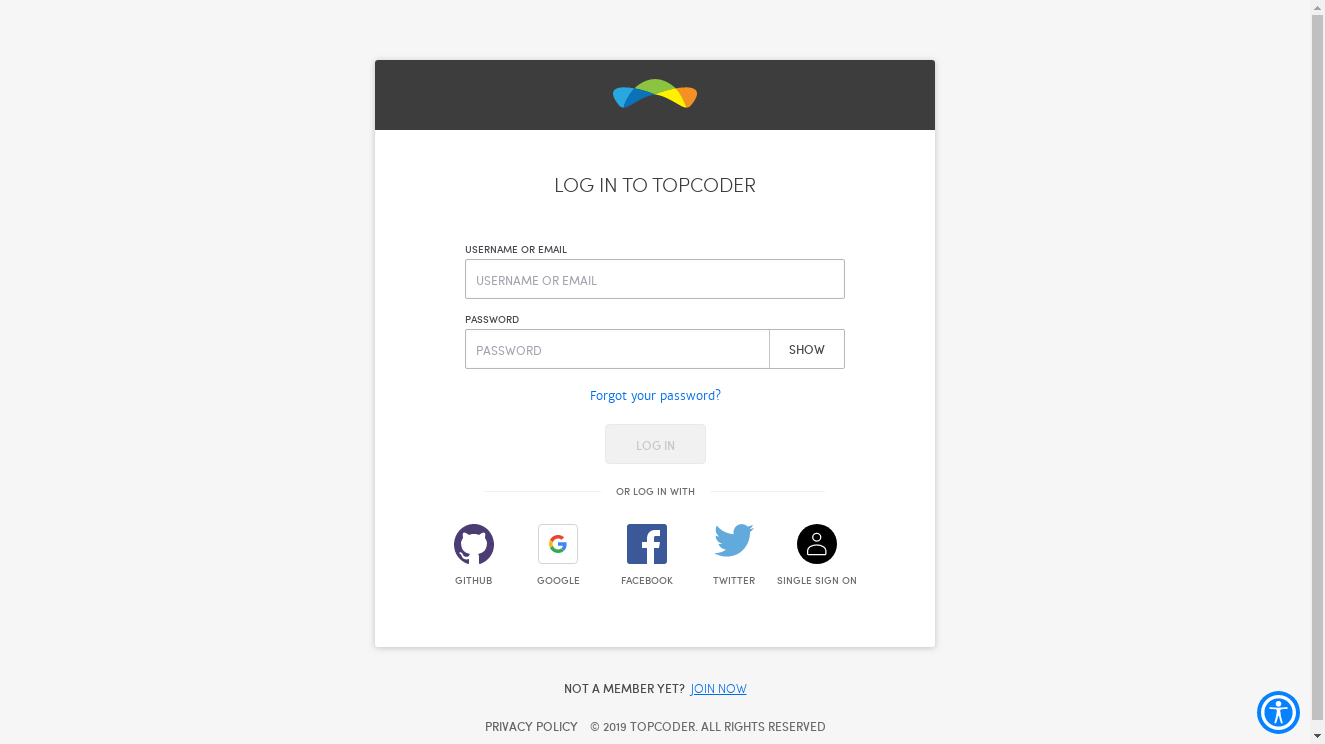 LOG IN TO TOPCODER
USERNAME OR EMAIL
USERNAME OR EMAIL
PASSWORD
PASSWORD
SHOW
Forgot your password?
LOG IN
OR LOG IN WITH
GITHUB
GOOGLE
FACEBOOK
TWITTER
SINGLE SIGN ON
NOT A MEMBER YET? JOIN NOW
PRIVACY POLICY © 2019 TOPCODER. ALL RIGHTS RESERVED